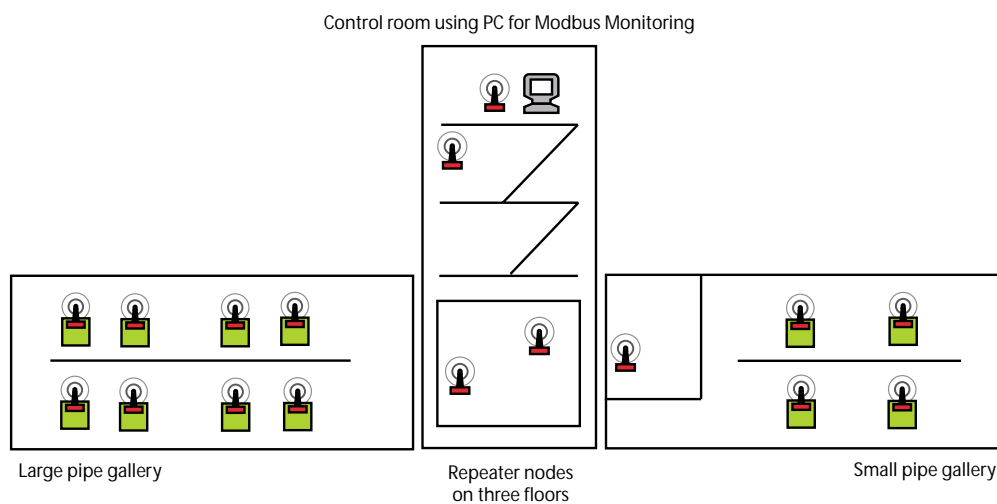 Control room using PC for Modbus Monitoring
Large pipe gallery
Repeater nodes
on three floors
Small pipe gallery